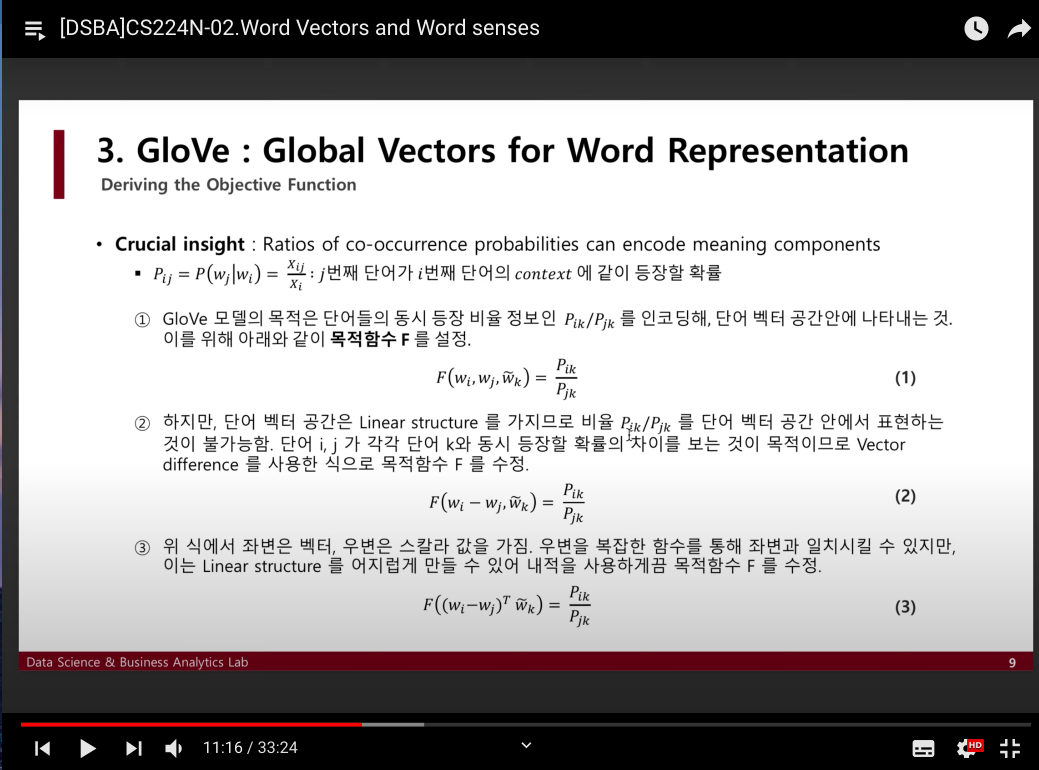 [DSBA]CS224N-02.Word Vectors and Word senses
3. GloVe : Global Vectors for Word Representation
Deriving the Objective Function
• Crucial insight : Ratios of co-occurrence probabilities can encode meaning components
▪ P_{ij} = P(w_j|w_i) = \frac{X_{ij}}{X_i} : j번째 단어가 i번째 단어의 context 에 같이 등장할 확률
① GloVe 모델의 목적은 단어들의 동시 등장 비율 정보인 P_{ik}/P_{jk} 를 인코딩해, 단어 벡터 공간안에 나타내는 것.
이를 위해 아래와 같이 목적함수 F 를 설정.
F(w_i, w_j, \tilde{w}_k) = \frac{P_{ik}}{P_{jk}} (1)
② 하지만, 단어 벡터 공간은 Linear structure 를 가지므로 비율 P_{ik}/P_{jk} 를 단어 벡터 공간 안에서 표현하는
것이 불가능함. 단어 i, j 가 각각 단어 k와 동시 등장할 확률의 차이를 보는 것이 목적이므로 Vector
difference 를 사용한 식으로 목적함수 F 를 수정.
F(w_i − w_j, \tilde{w}_k) = \frac{P_{ik}}{P_{jk}} (2)
③ 위 식에서 좌변은 벡터, 우변은 스칼라 값을 가짐. 우변을 복잡한 함수를 통해 좌변과 일치시킬 수 있지만,
이는 Linear structure 를 어지럽게 만들 수 있어 내적을 사용하게끔 목적함수 F 를 수정.
F((w_i−w_j)^T \tilde{w}_k) = \frac{P_{ik}}{P_{jk}} (3)
Data Science & Business Analytics Lab 9
11:16 / 33:24 HD